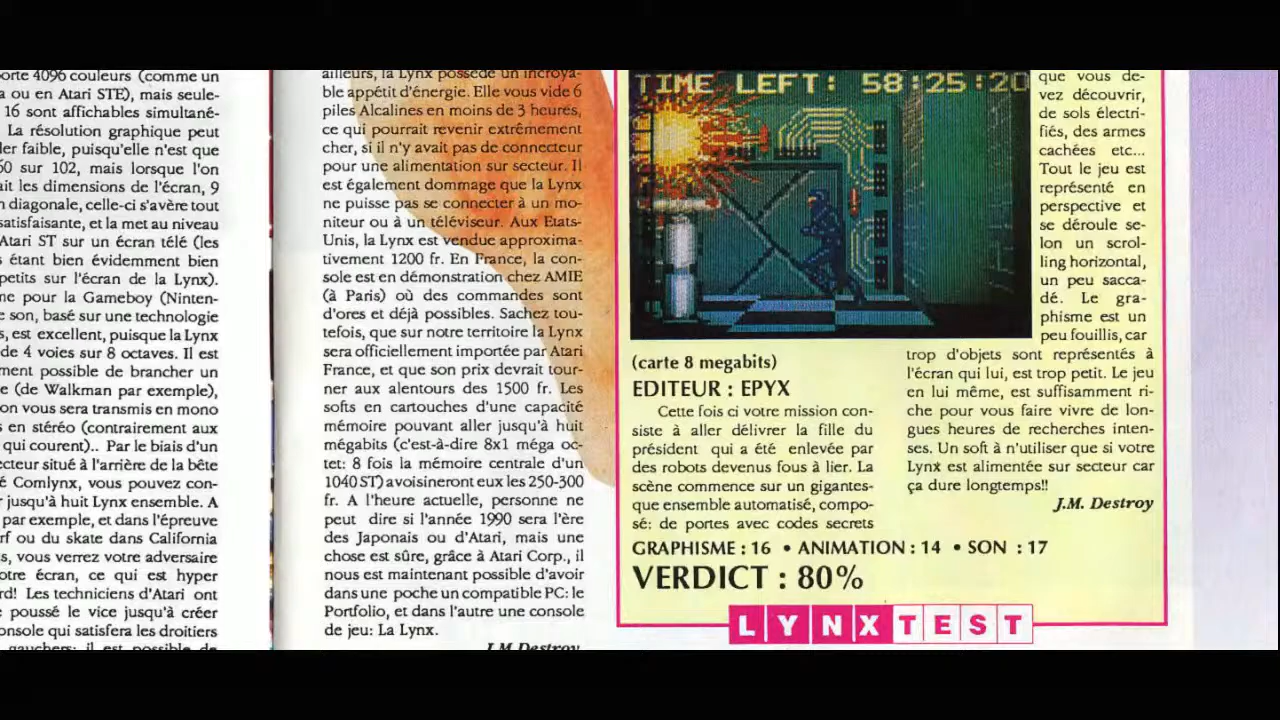 orte 4096 couleurs (comme un
a ou en Atari STE), mais seule-
16 sont affichables simultané-
La résolution graphique peut
ler faible, puisqu'elle n'est que
60 sur 102, mais lorsque l'on
ait les dimensions de l'écran, 9
n diagonale, celle-ci s'avère tout
satisfaisante, et la met au niveau
Atari ST sur un écran télé (les
s étant bien évidemment bien
petits sur l'écran de la Lynx).
ne pour la Gameboy (Ninten-
e son, basé sur une technologie
s, est excellent, puisque la Lynx
de 4 voies sur 8 octaves. Il est
ment possible de brancher un
e (de Walkman par exemple),
on vous sera transmis en mono
s en stéréo (contrairement aux
qui courent).. Par le biais d'un
ecteur situé à l'arrière de la bête
é Comlynx, vous pouvez con-
r jusqu'à huit Lynx ensemble. A
par exemple, et dans l'épreuve
rf ou du skate dans California
s, vous verrez votre adversaire
otre écran, ce qui est hyper
rd! Les techniciens d'Atari ont
e poussé le vice jusqu'à créer
onsole qui satisfera les droitiers
gauchers: il est possible de
ailleurs, la Lynx possède un incroya-
ble appétit d'énergie. Elle vous vide 6
piles Alcalines en moins de 3 heures,
ce qui pourrait revenir extrêmement
cher, si il n'y avait pas de connecteur
pour une alimentation sur secteur. Il
est également dommage que la Lynx
ne puisse pas se connecter à un mo-
niteur ou à un téléviseur. Aux Etats-
Unis, la Lynx est vendue approxima-
tivement 1200 fr. En France, la con-
sole est en démonstration chez AMIE
(à Paris) où des commandes sont
d'ores et déjà possibles. Sachez tou-
tefois, que sur notre territoire la Lynx
sera officiellement importée par Atari
France, et que son prix devrait tour-
ner aux alentours des 1500 fr. Les
softs en cartouches d'une capacité
mémoire pouvant aller jusqu'à huit
mégabits (c'est-à-dire 8x1 méga oc-
tet: 8 fois la mémoire centrale d'un
1040 ST) avoisineront eux les 250-300
fr. A l'heure actuelle, personne ne
peut dire si l'année 1990 sera l'ère
des Japonais ou d'Atari, mais une
chose est sûre, grâce à Atari Corp., il
nous est maintenant possible d'avoir
dans une poche un compatible PC: le
Portfolio, et dans l'autre une console
de jeu: La Lynx.
J.M Destroy
TIME LEFT: 58:25:20
(carte 8 megabits)
EDITEUR : EPYX
Cette fois ci votre mission con-
siste à aller délivrer la fille du
président qui a été enlevée par
des robots devenus fous à lier. La
scène commence sur un gigantes-
que ensemble automatisé, compo-
sé: de portes avec codes secrets
que vous de-
vez découvrir,
de sols électri-
fiés, des armes
cachées etc...
Tout le jeu est
représenté en
perspective et
se déroule se-
lon un scrol-
ling horizontal,
un peu sacca-
dé. Le gra-
phisme est un
peu fouillis, car
trop d'objets sont représentés à
l'écran qui lui, est trop petit. Le jeu
en lui même, est suffisamment ri-
che pour vous faire vivre de lon-
gues heures de recherches inten-
ses. Un soft à n'utiliser que si votre
Lynx est alimentée sur secteur car
ça dure longtemps!!
J.M. Destroy
GRAPHISME : 16 • ANIMATION : 14 • SON : 17
VERDICT : 80%
LYNXTEST